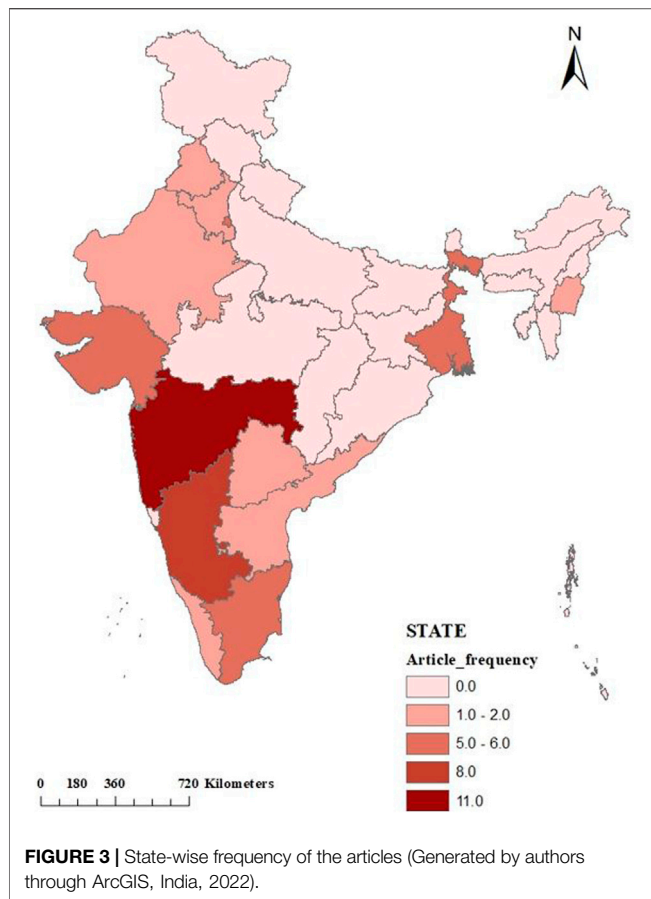 N
STATE
Article_frequency
0.0
1.0 - 2.0
5.0 - 6.0
8.0
11.0
0 180 360 720 Kilometers
FIGURE 3 | State-wise frequency of the articles (Generated by authors
through ArcGIS, India, 2022).